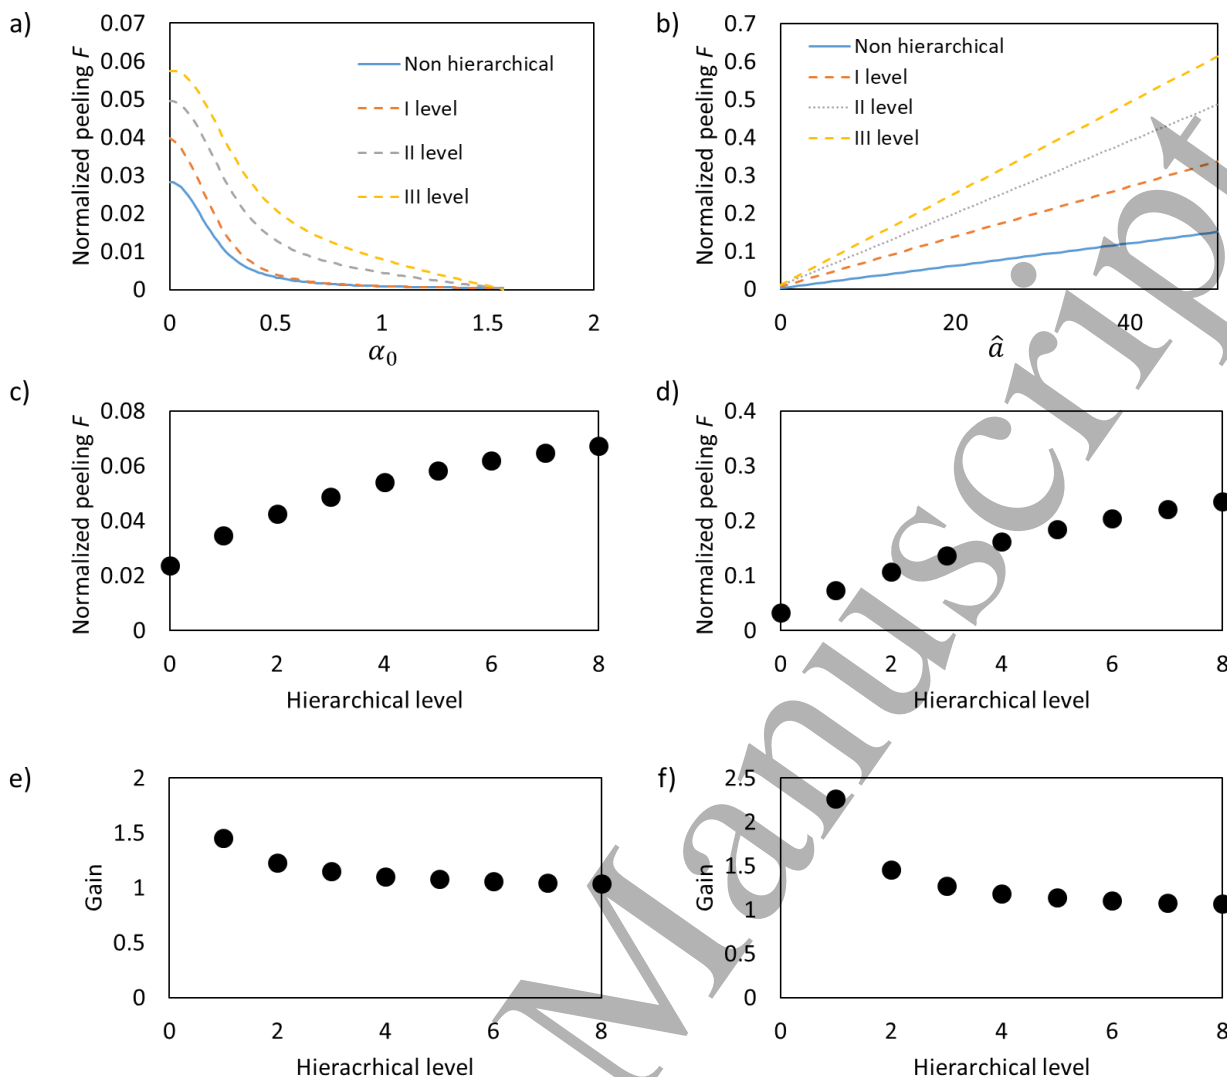 a)
Normalized peeling F
0.07
0.06
0.05
0.04
0.03
0.02
0.01
0
Non hierarchical
I level
II level
III level
0 0.5 1 1.5 2
α₀
b)
Normalized peeling F
0.7
0.6
0.5
0.4
0.3
0.2
0.1
0
Non hierarchical
I level
II level
III level
0 20 40
â
c)
Normalized peeling F
0.08
0.06
0.04
0.02
0
0 2 4 6 8
Hierarchical level
d)
Normalized peeling F
0.4
0.3
0.2
0.1
0
0 2 4 6 8
Hierarchical level
e)
Gain
2
1.5
1
0.5
0
0 2 4 6 8
Hieracrhical level
f)
Gain
2.5
2
1.5
1
0.5
0
0 2 4 6 8
Hierarchical level
Manuscript